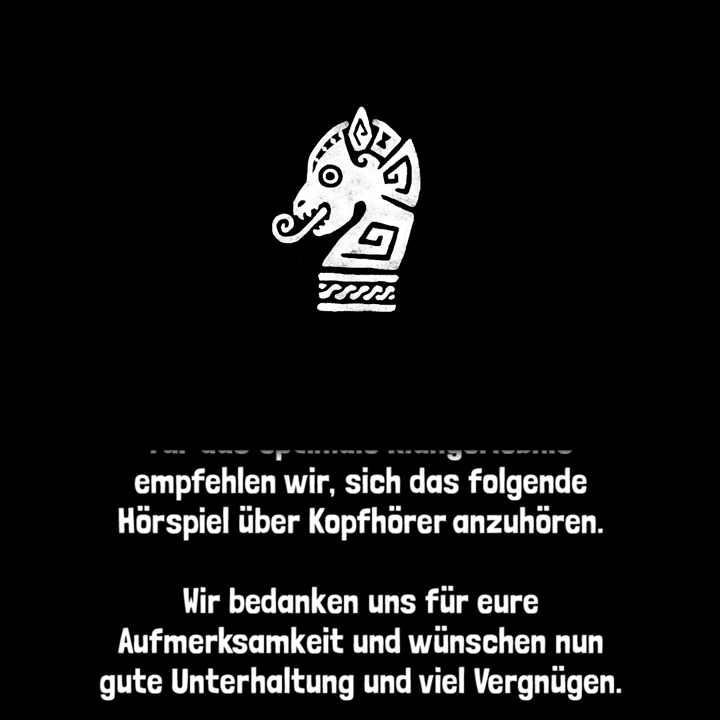 empfehlen wir, sich das folgende
Hörspiel über Kopfhörer anzuhören.
Wir bedanken uns für eure
Aufmerksamkeit und wünschen nun
gute Unterhaltung und viel Vergnügen.